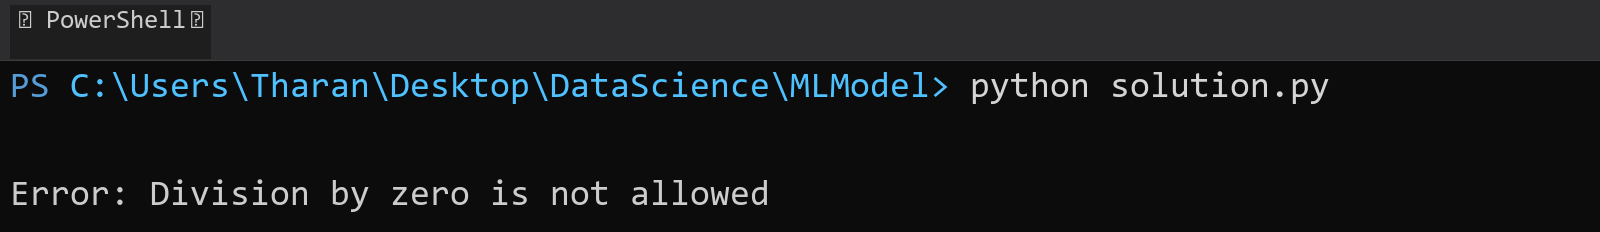 PowerShell
PS C:\Users\Tharan\Desktop\DataScience\MLModel> python solution.py
Error: Division by zero is not allowed